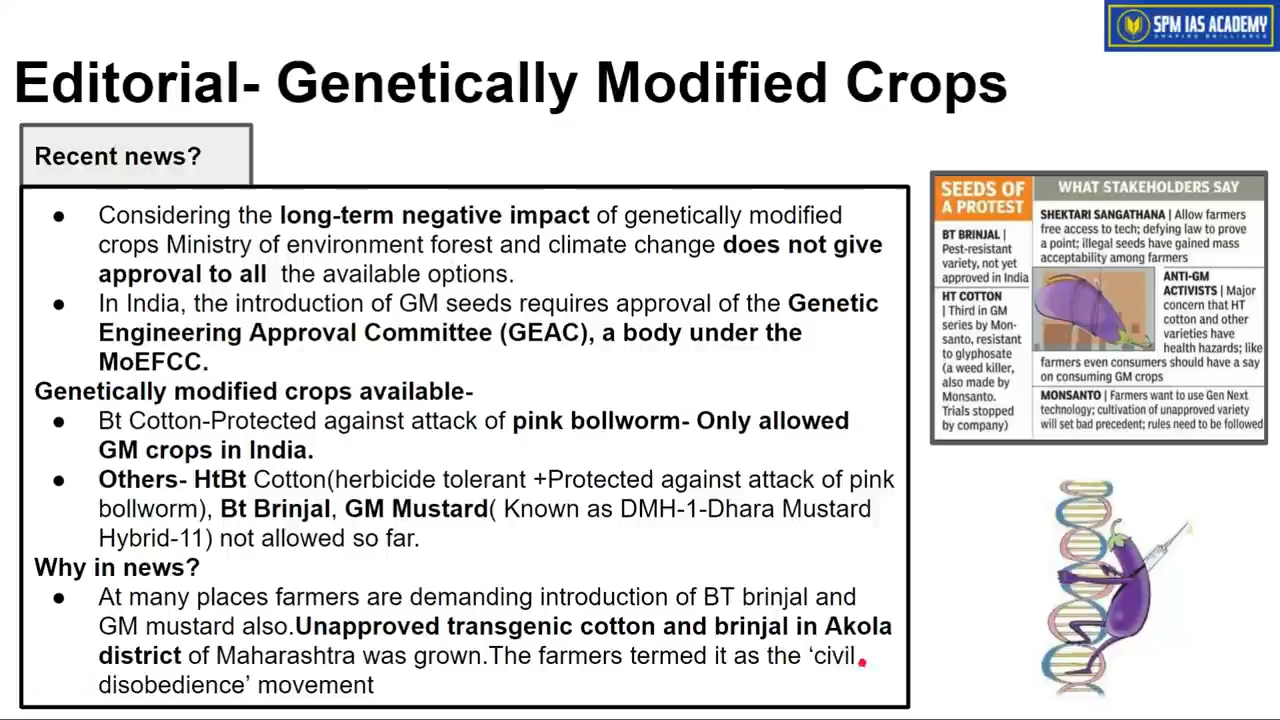 SPM IAS ACADEMY
SHAPING BRILLIANCE
Editorial- Genetically Modified Crops
Recent news?
● Considering the long-term negative impact of genetically modified
crops Ministry of environment forest and climate change does not give
approval to all the available options.
● In India, the introduction of GM seeds requires approval of the Genetic
Engineering Approval Committee (GEAC), a body under the
MoEFCC.
Genetically modified crops available-
● Bt Cotton-Protected against attack of pink bollworm- Only allowed
GM crops in India.
● Others- HtBt Cotton(herbicide tolerant +Protected against attack of pink
bollworm), Bt Brinjal, GM Mustard( Known as DMH-1-Dhara Mustard
Hybrid-11) not allowed so far.
Why in news?
● At many places farmers are demanding introduction of BT brinjal and
GM mustard also.Unapproved transgenic cotton and brinjal in Akola
district of Maharashtra was grown.The farmers termed it as the ‘civil
disobedience’ movement
SEEDS OF
A PROTEST
BT BRINJAL |
Pest-resistant
variety, not yet
approved in India
HT COTTON
| Third in GM
series by Mon-
santo, resistant
to glyphosate
(a weed killer,
also made by
Monsanto.
Trials stopped
by company)
WHAT STAKEHOLDERS SAY
SHEKTARI SANGATHANA | Allow farmers
free access to tech; defying law to prove
a point; illegal seeds have gained mass
acceptability among farmers
ANTI-GM
ACTIVISTS | Major
concern that HT
cotton and other
varieties have
health hazards; like
farmers even consumers should have a say
on consuming GM crops
MONSANTO | Farmers want to use Gen Next
technology; cultivation of unapproved variety
will set bad precedent; rules need to be followed